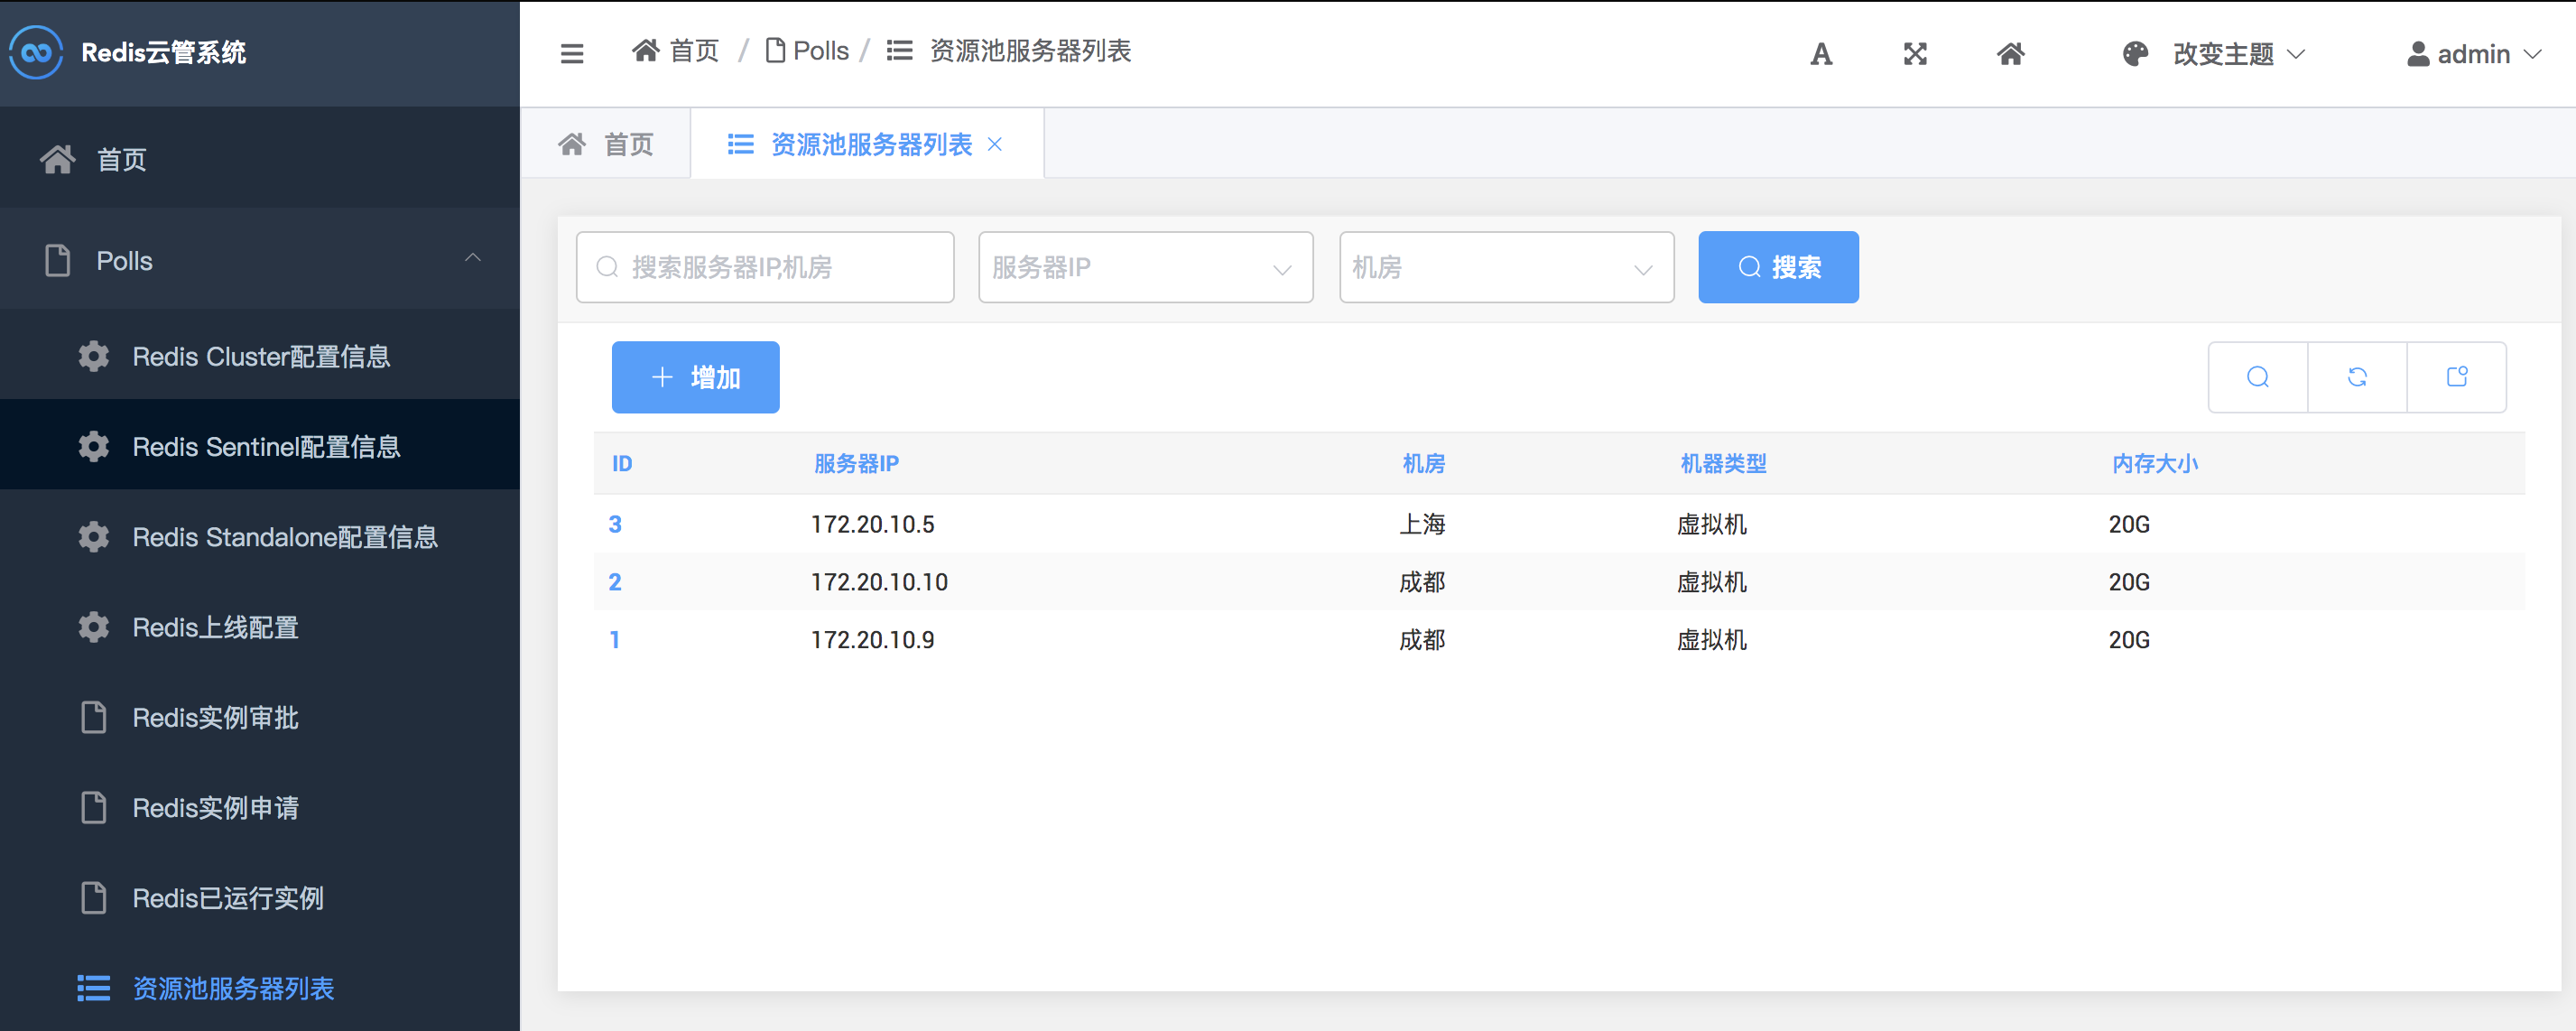 Redis云管系统
首页 / Polls / 资源池服务器列表
A 改变主题 admin
首页
Polls
Redis Cluster配置信息
Redis Sentinel配置信息
Redis Standalone配置信息
Redis上线配置
Redis实例审批
Redis实例申请
Redis已运行实例
资源池服务器列表
首页 资源池服务器列表
搜索服务器IP,机房 服务器IP 机房 搜索
增加
ID 服务器IP 机房 机器类型 内存大小
3 172.20.10.5 上海 虚拟机 20G
2 172.20.10.10 成都 虚拟机 20G
1 172.20.10.9 成都 虚拟机 20G